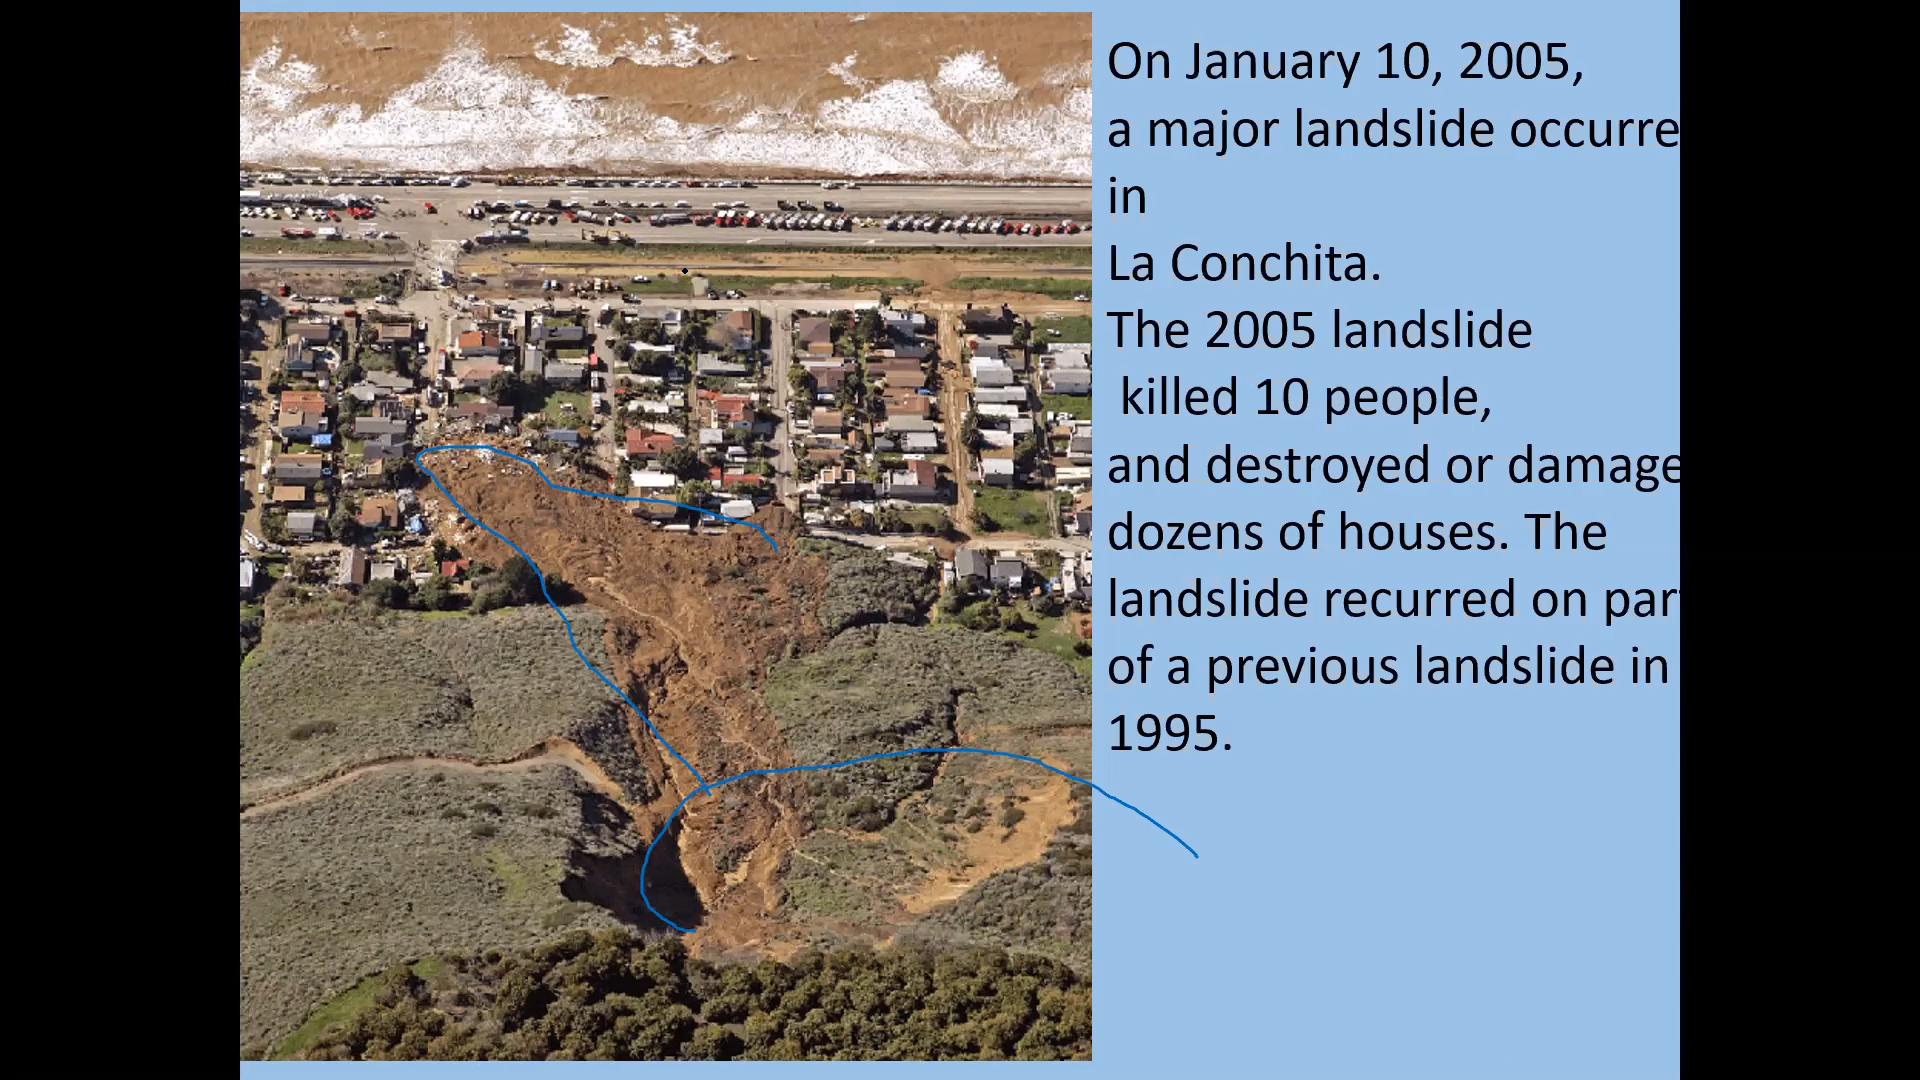 On January 10, 2005,
a major landslide occurre
in
La Conchita.
The 2005 landslide
killed 10 people,
and destroyed or damage
dozens of houses. The
landslide recurred on par
of a previous landslide in
1995.